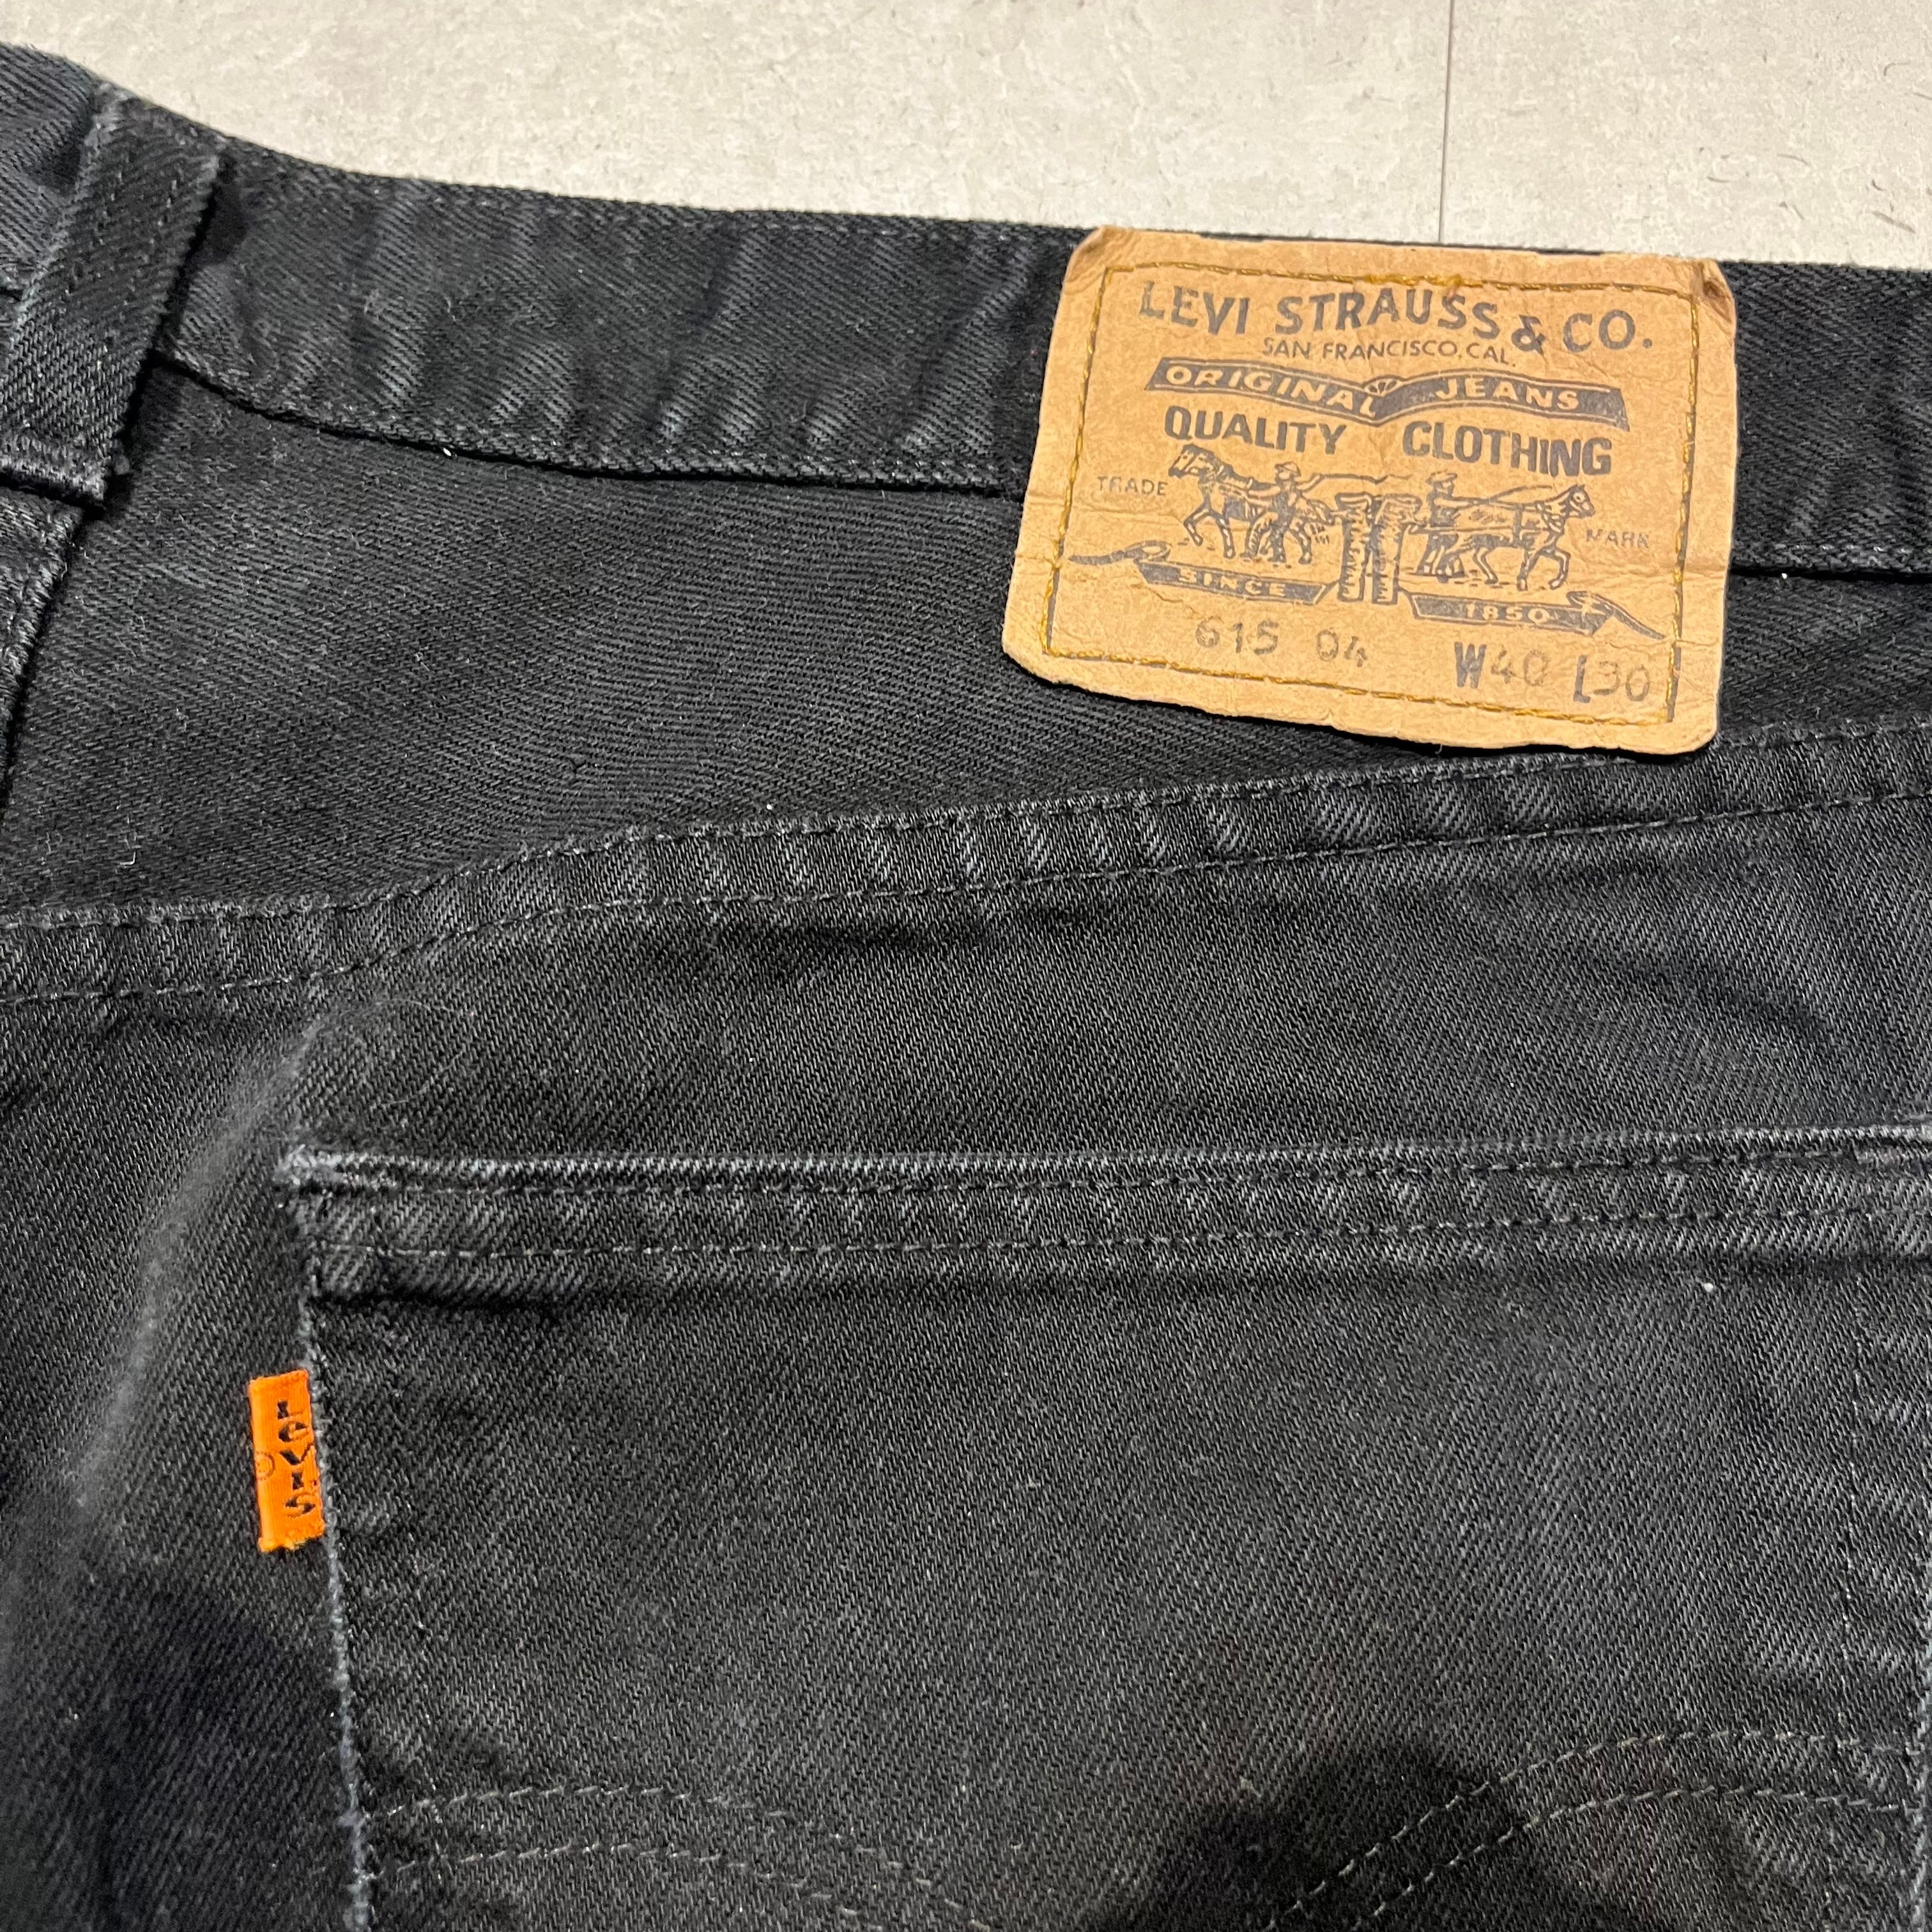 LEVI STRAUSS & CO.
SAN FRANCISCO, CAL.
ORIGINAL JEANS
QUALITY CLOTHING
TRADE MARK
SINCE 1850
615 04 W40 L30
LEVI'S
®